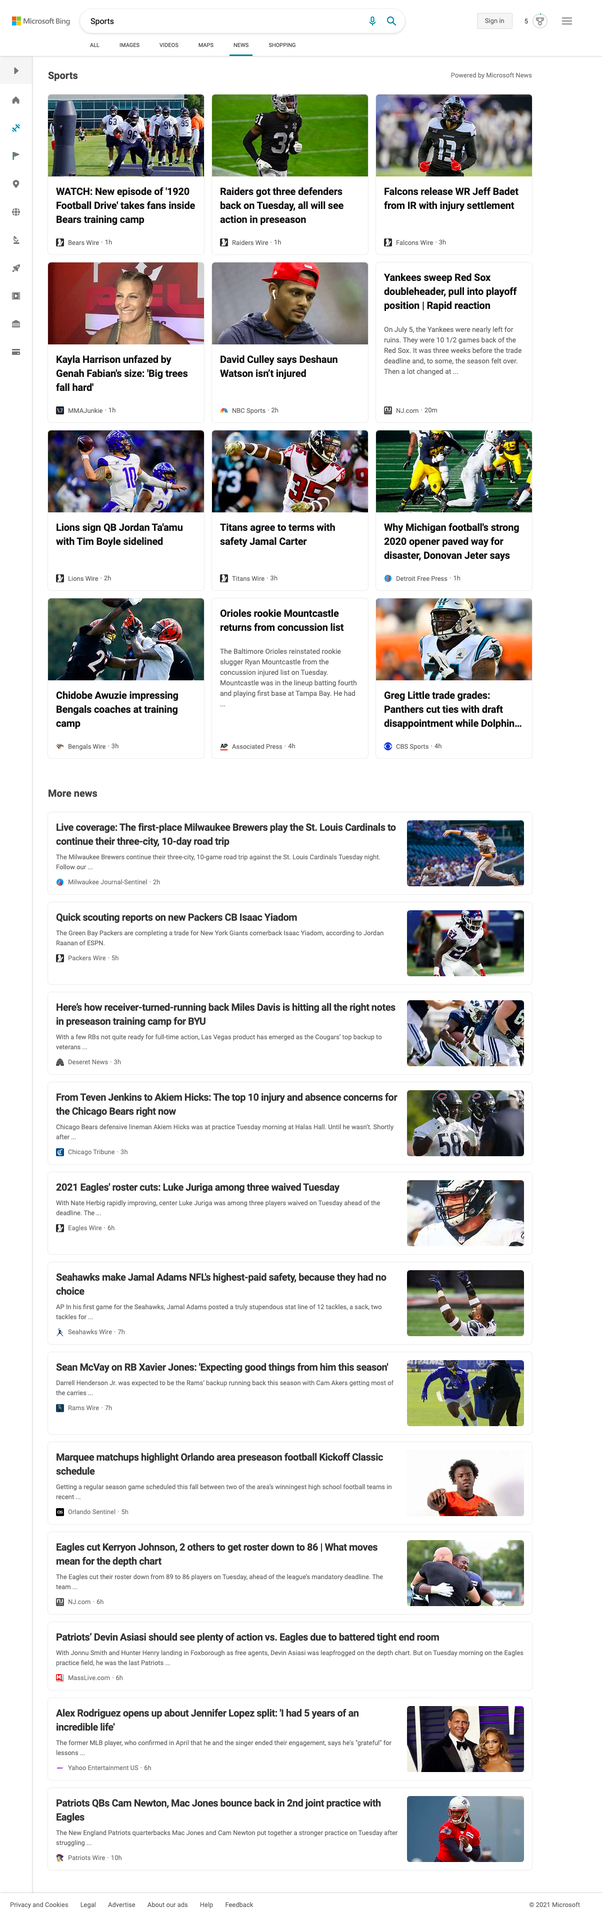 Microsoft Bing
Sports
Sign in
5
ALL
IMAGES
VIDEOS
MAPS
NEWS
SHOPPING
Sports
Powered by Microsoft News
WATCH: New episode of '1920
Football Drive' takes fans inside
Bears training camp
Bears Wire · 1h
Raiders got three defenders
back on Tuesday, all will see
action in preseason
Raiders Wire · 1h
Falcons release WR Jeff Badet
from IR with injury settlement
Falcons Wire · 3h
Kayla Harrison unfazed by
Genah Fabian's size: 'Big trees
fall hard'
MMAJunkie · 1h
David Culley says Deshaun
Watson isn't injured
NBC Sports · 2h
Yankees sweep Red Sox
doubleheader, pull into playoff
position | Rapid reaction
On July 5, the Yankees were nearly left for
ruins. They were 10 1/2 games back of the
Red Sox. It was three weeks before the trade
deadline and, to some, the season felt over.
Then a lot changed at ...
NJ.com · 20m
Lions sign QB Jordan Ta'amu
with Tim Boyle sidelined
Lions Wire · 2h
Titans agree to terms with
safety Jamal Carter
Titans Wire · 3h
Why Michigan football's strong
2020 opener paved way for
disaster, Donovan Jeter says
Detroit Free Press · 1h
Chidobe Awuzie impressing
Bengals coaches at training
camp
Bengals Wire · 3h
Orioles rookie Mountcastle
returns from concussion list
The Baltimore Orioles reinstated rookie
slugger Ryan Mountcastle from the
concussion injured list on Tuesday.
Mountcastle was in the lineup batting fourth
and playing first base at Tampa Bay. He had
...
AP Associated Press · 4h
Greg Little trade grades:
Panthers cut ties with draft
disappointment while Dolphin...
CBS Sports · 4h
More news
Live coverage: The first-place Milwaukee Brewers play the St. Louis Cardinals to
continue their three-city, 10-day road trip
The Milwaukee Brewers continue their three-city, 10-game road trip against the St. Louis Cardinals Tuesday night.
Follow our ...
Milwaukee Journal-Sentinel · 2h
Quick scouting reports on new Packers CB Isaac Yiadom
The Green Bay Packers are completing a trade for New York Giants cornerback Isaac Yiadom, according to Jordan
Raanan of ESPN.
Packers Wire · 5h
Here's how receiver-turned-running back Miles Davis is hitting all the right notes
in preseason training camp for BYU
With a few RBs not quite ready for full-time action, Las Vegas product has emerged as the Cougars' top backup to
veterans ...
Deseret News · 3h
From Teven Jenkins to Akiem Hicks: The top 10 injury and absence concerns for
the Chicago Bears right now
Chicago Bears defensive lineman Akiem Hicks was at practice Tuesday morning at Halas Hall. Until he wasn't. Shortly
after ...
Chicago Tribune · 3h
2021 Eagles' roster cuts: Luke Juriga among three waived Tuesday
With Nate Herbig rapidly improving, center Luke Juriga was among three players waived on Tuesday ahead of the
deadline. The ...
Eagles Wire · 6h
Seahawks make Jamal Adams NFL's highest-paid safety, because they had no
choice
AP In his first game for the Seahawks, Jamal Adams posted a truly stupendous stat line of 12 tackles, a sack, two
tackles for ...
Seahawks Wire · 7h
Sean McVay on RB Xavier Jones: 'Expecting good things from him this season'
Darrell Henderson Jr. was expected to be the Rams' backup running back this season with Cam Akers getting most of
the carries ...
Rams Wire · 7h
Marquee matchups highlight Orlando area preseason football Kickoff Classic
schedule
Getting a regular season game scheduled this fall between two of the area's winningest high school football teams in
recent ...
Orlando Sentinel · 5h
Eagles cut Kerryon Johnson, 2 others to get roster down to 86 | What moves
mean for the depth chart
The Eagles cut their roster down from 89 to 86 players on Tuesday, ahead of the league's mandatory deadline. The
team ...
NJ.com · 6h
Patriots' Devin Asiasi should see plenty of action vs. Eagles due to battered tight end room
With Jonnu Smith and Hunter Henry landing in Foxborough as free agents, Devin Asiasi was leapfrogged on the depth chart. But on Tuesday morning on the Eagles
practice field, he was the last Patriots ...
MassLive.com · 6h
Alex Rodriguez opens up about Jennifer Lopez split: 'I had 5 years of an
incredible life'
The former MLB player, who confirmed in April that he and the singer ended their engagement, says he's "grateful" for
lessons ...
Yahoo Entertainment US · 6h
Patriots QBs Cam Newton, Mac Jones bounce back in 2nd joint practice with
Eagles
The New England Patriots quarterbacks Mac Jones and Cam Newton put together a stronger practice on Tuesday after
struggling ...
Patriots Wire · 10h
Privacy and Cookies
Legal
Advertise
About our ads
Help
Feedback
© 2021 Microsoft